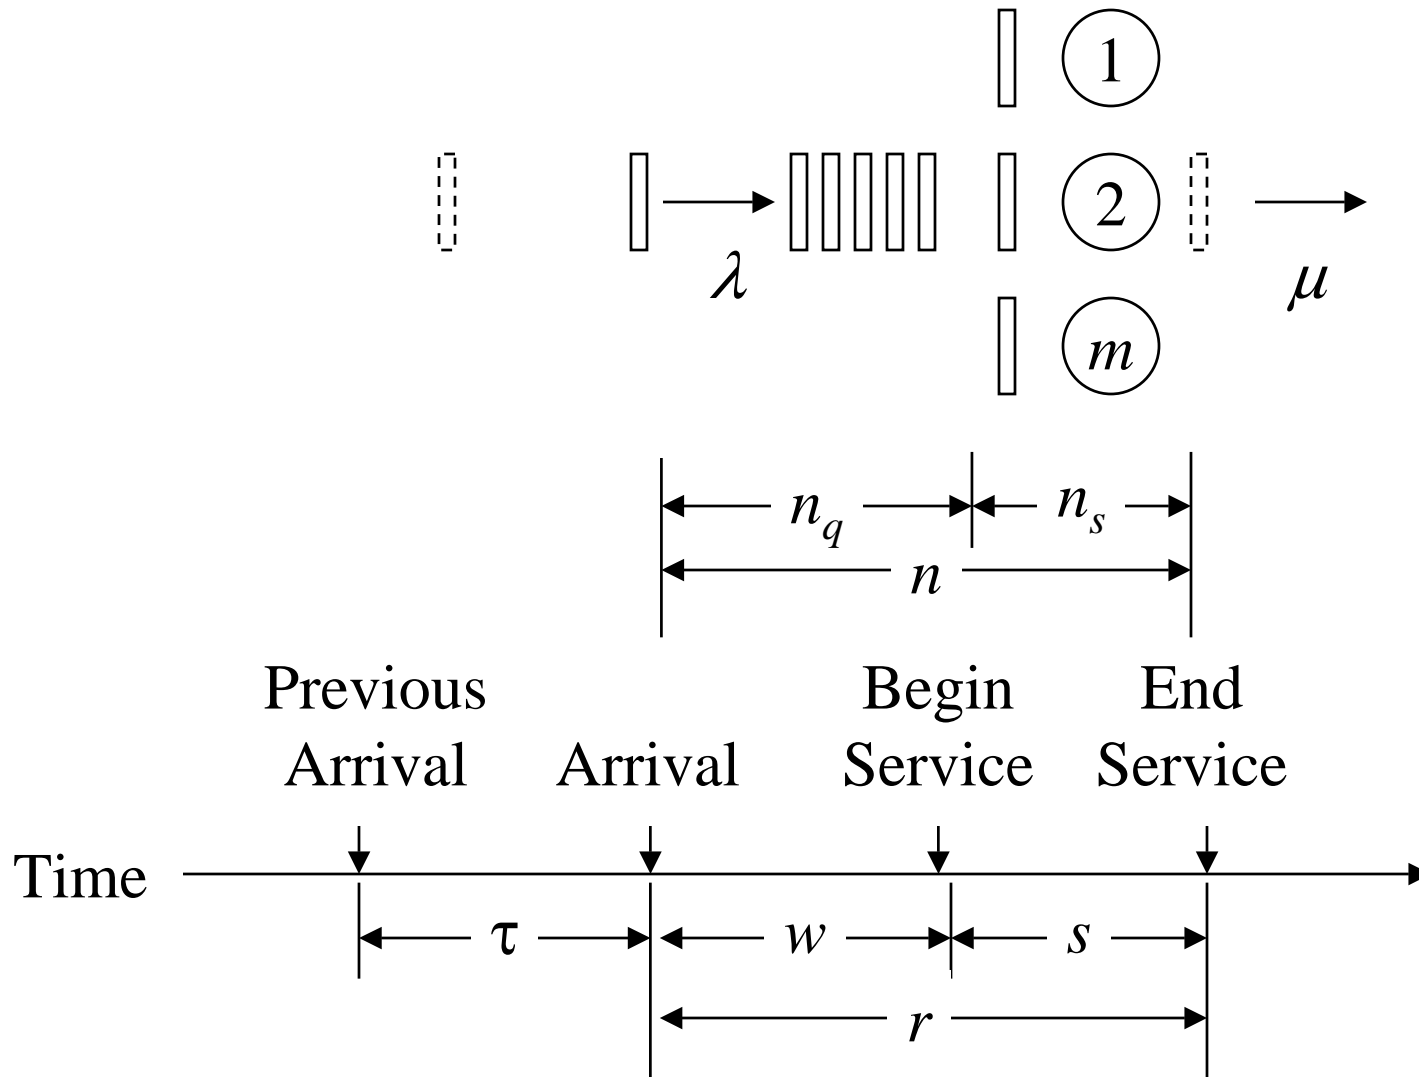 1
2
λ
μ
m
n_q
n_s
n
Previous Arrival
Arrival
Begin Service
End Service
Time
τ
w
s
r